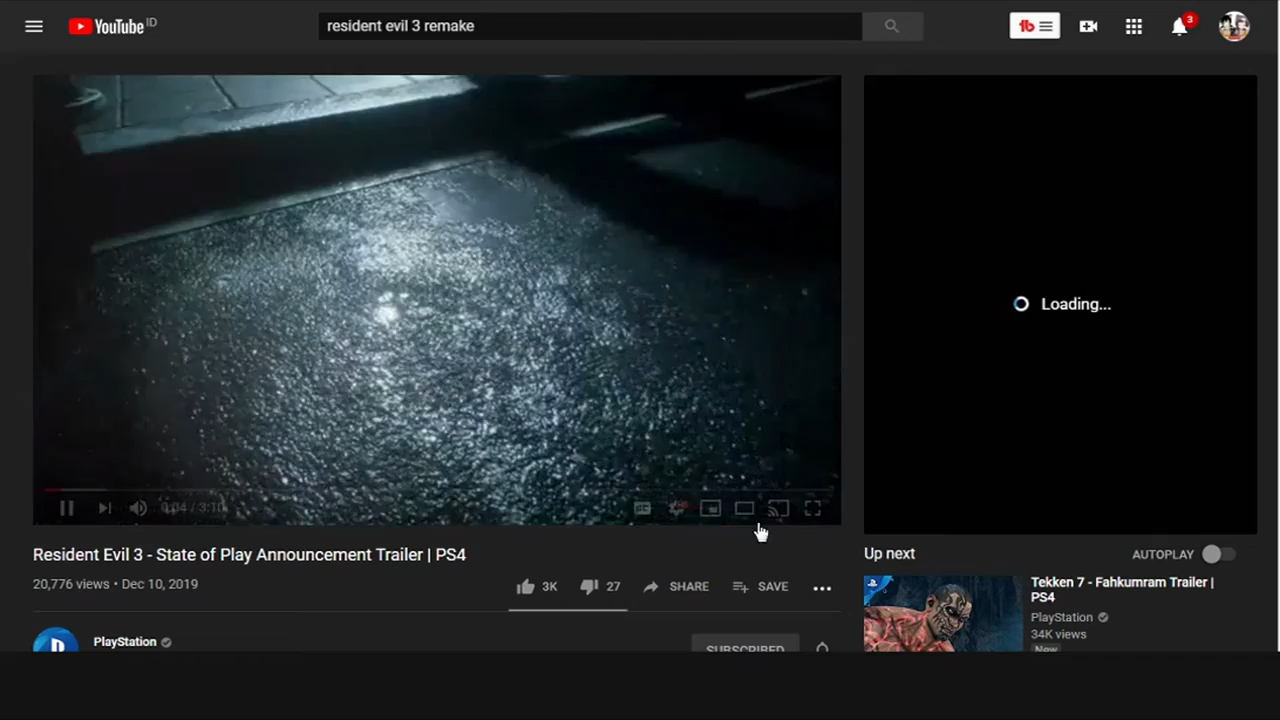 YouTube ID
resident evil 3 remake
3
Loading...
0:04 / 3:10
Resident Evil 3 - State of Play Announcement Trailer | PS4
20,776 views • Dec 10, 2019
3K
27
SHARE
SAVE
PlayStation
SUBSCRIBED
Up next
AUTOPLAY
Tekken 7 - Fahkumram Trailer |
PS4
PlayStation
34K views
New